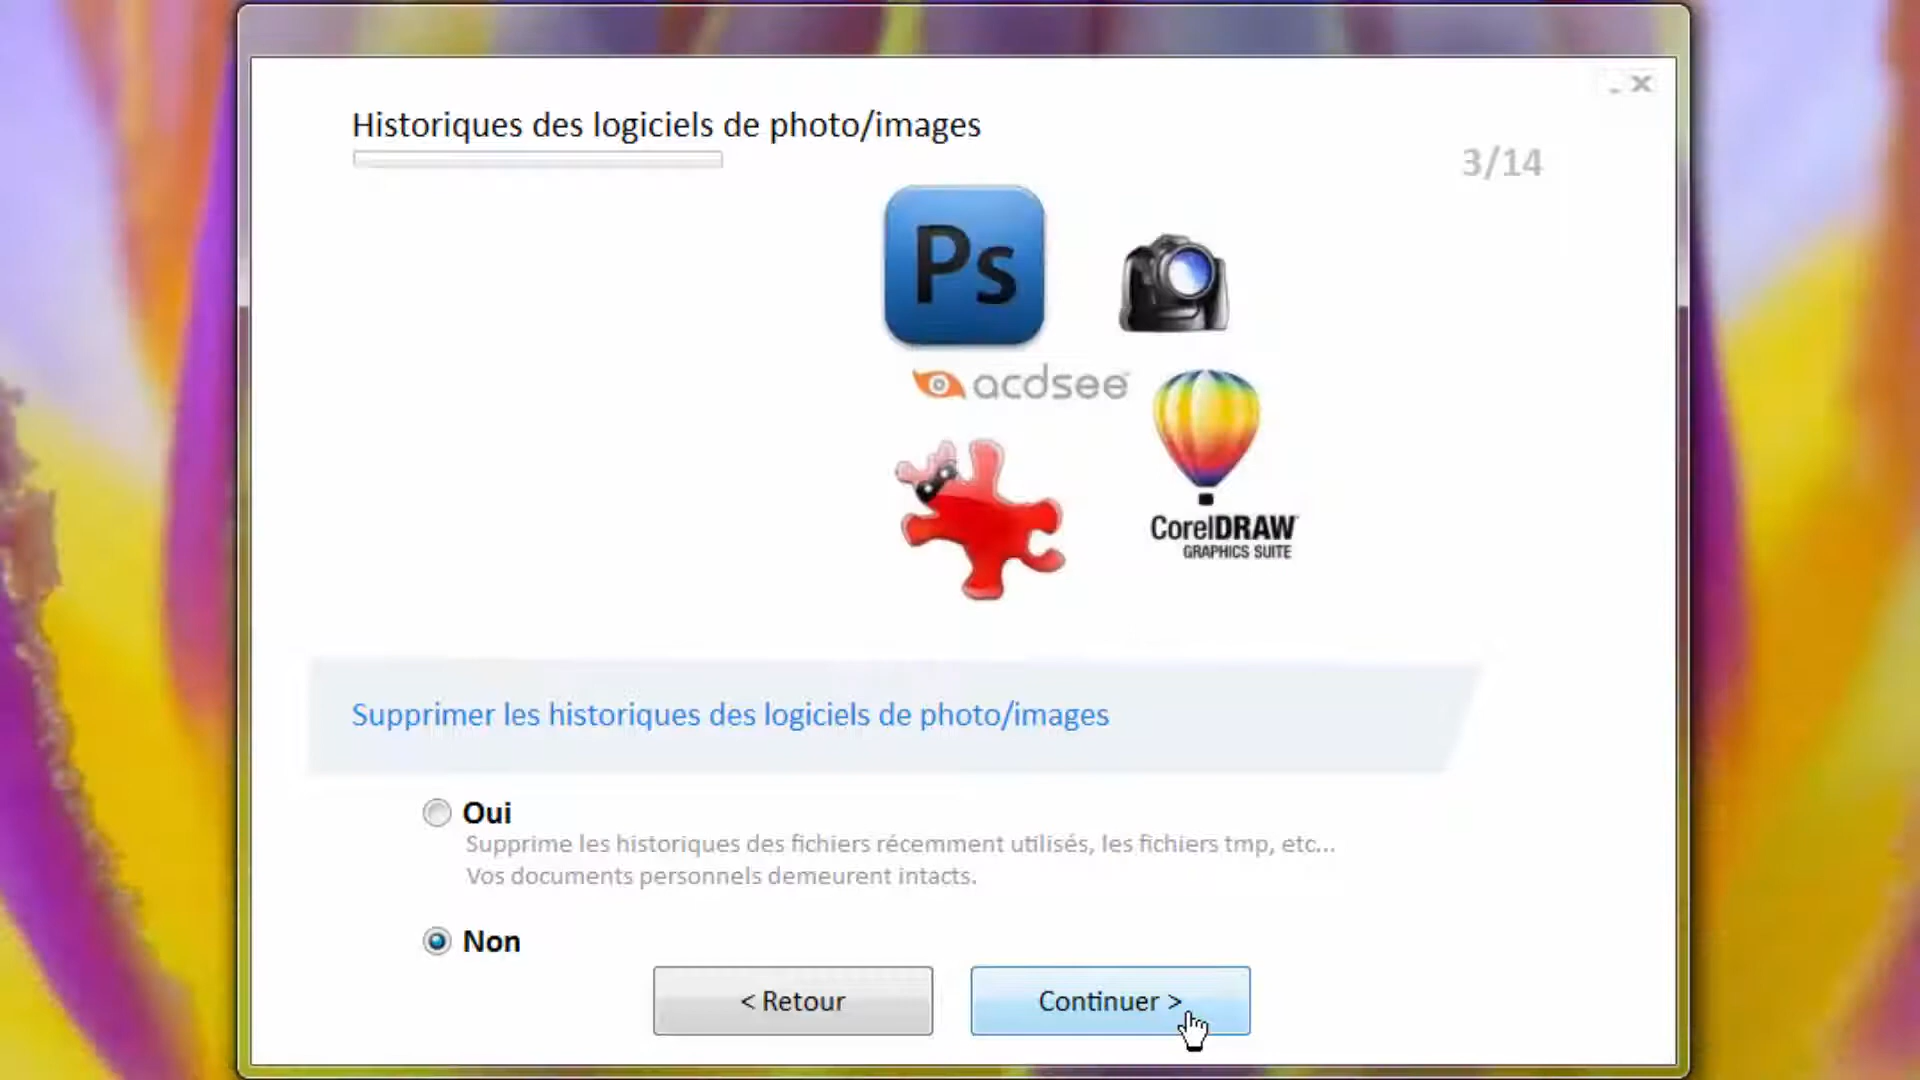 Historiques des logiciels de photo/images
3/14
Ps
acdsee
CorelDRAW
GRAPHICS SUITE
Supprimer les historiques des logiciels de photo/images
Oui
Supprime les historiques des fichiers récemment utilisés, les fichiers tmp, etc...
Vos documents personnels demeurent intacts.
Non
< Retour
Continuer >